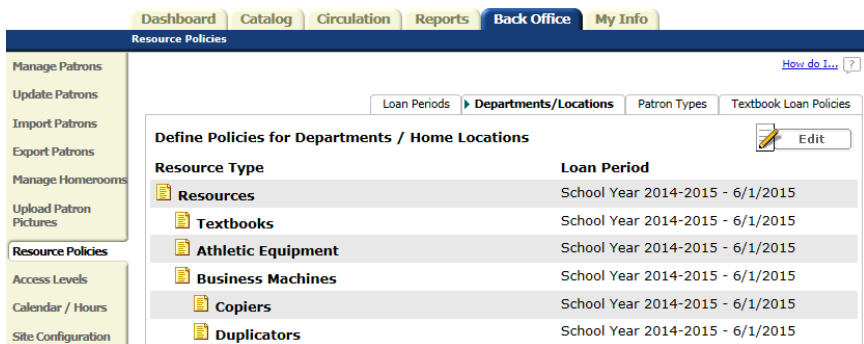 Dashboard Catalog Circulation Reports Back Office My Info
Resource Policies
How do I... ?
Manage Patrons
Update Patrons
Import Patrons
Export Patrons
Manage Homerooms
Upload Patron
Pictures
Resource Policies
Access Levels
Calendar / Hours
Site Configuration
Loan Periods Departments/Locations Patron Types Textbook Loan Policies
Define Policies for Departments / Home Locations Edit
Resource Type Loan Period
Resources School Year 2014-2015 - 6/1/2015
Textbooks School Year 2014-2015 - 6/1/2015
Athletic Equipment School Year 2014-2015 - 6/1/2015
Business Machines School Year 2014-2015 - 6/1/2015
Copiers School Year 2014-2015 - 6/1/2015
Duplicators School Year 2014-2015 - 6/1/2015